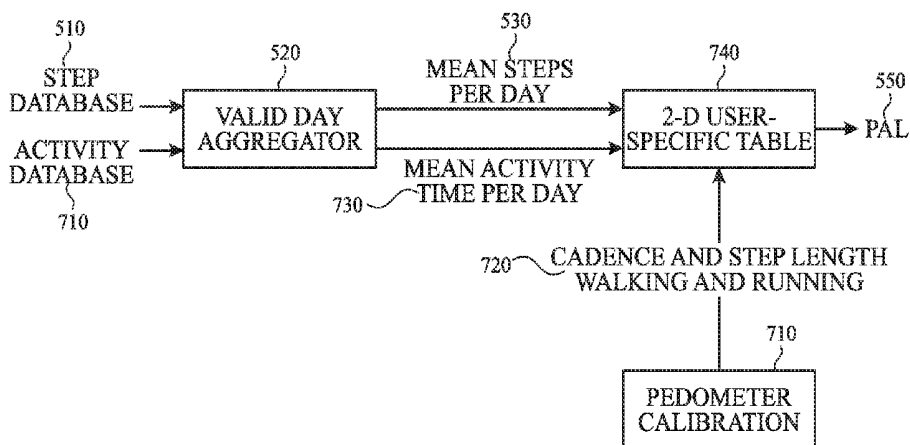 510
STEP
DATABASE
ACTIVITY
DATABASE
710
520
VALID DAY
AGGREGATOR
530
MEAN STEPS
PER DAY
MEAN ACTIVITY
730 TIME PER DAY
740
2-D USER-
SPECIFIC TABLE
550
PAL
CADENCE AND STEP LENGTH
720 WALKING AND RUNNING
710
PEDOMETER
CALIBRATION